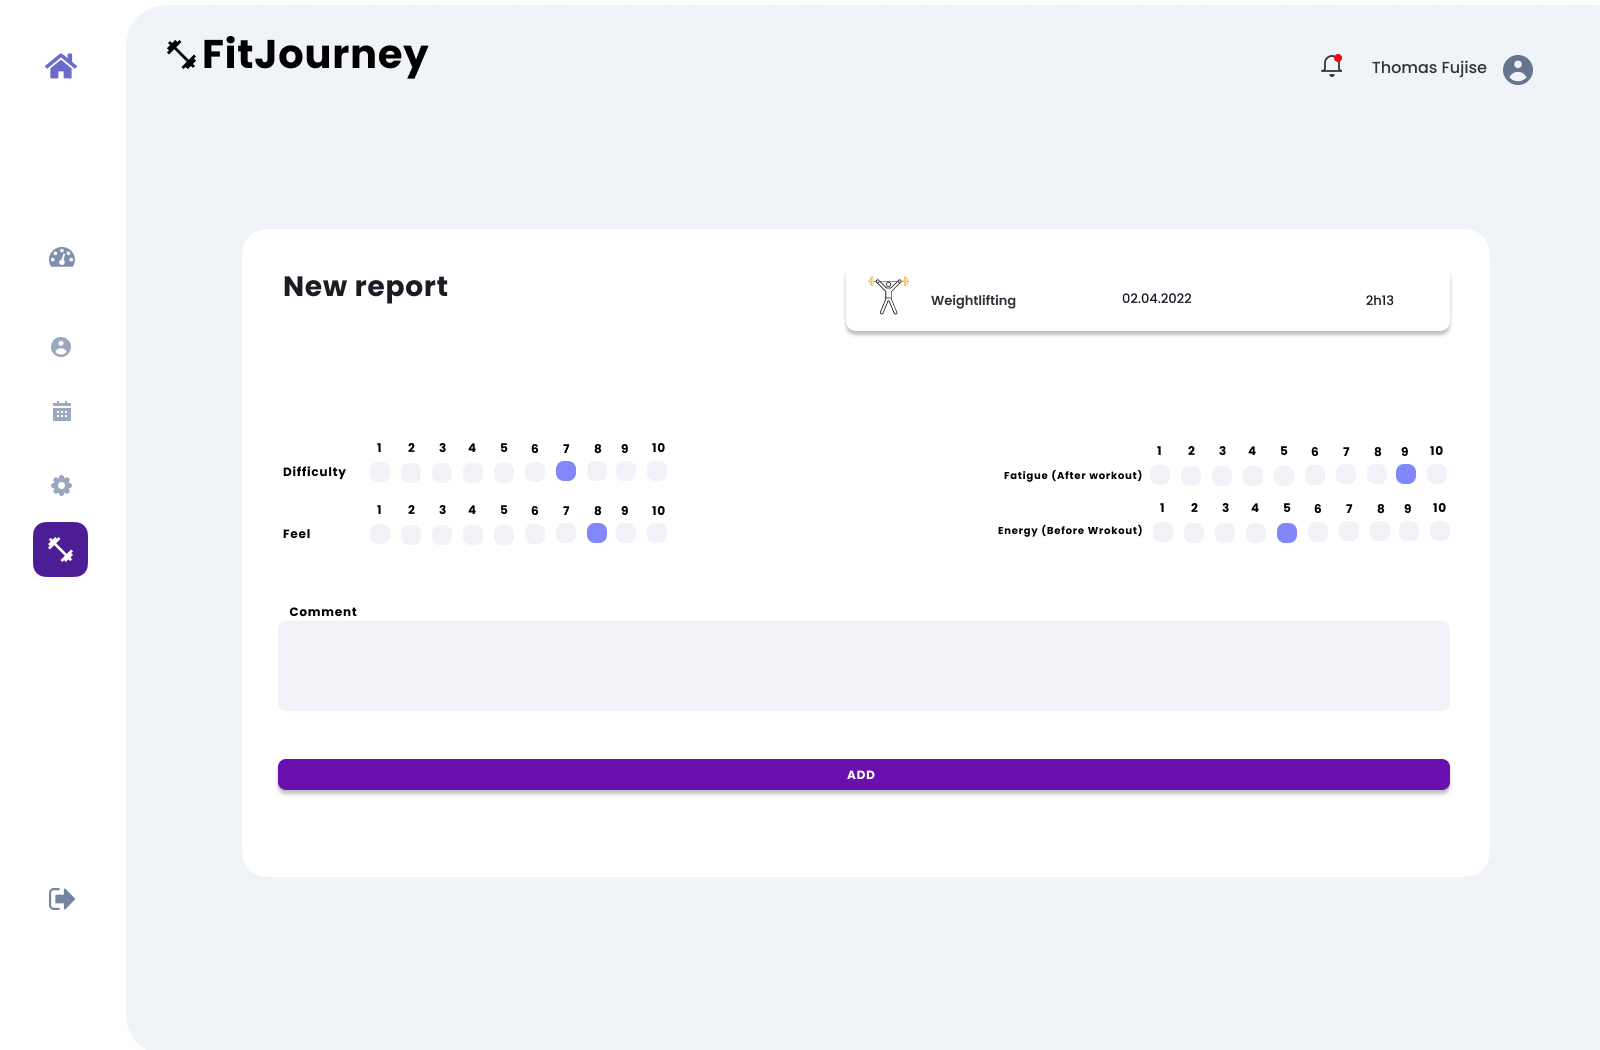 FitJourney
Thomas Fujise
New report
Weightlifting 02.04.2022 2h13
1 2 3 4 5 6 7 8 9 10
Difficulty
1 2 3 4 5 6 7 8 9 10
Feel
1 2 3 4 5 6 7 8 9 10
Fatigue (After workout)
1 2 3 4 5 6 7 8 9 10
Energy (Before Wrokout)
Comment
ADD